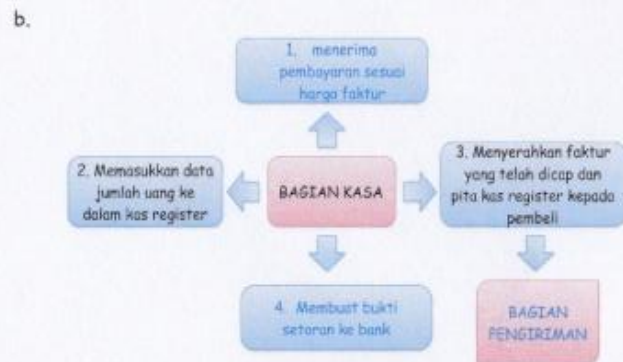 b.
1. menerima
pembayaran sesuai
harga faktur
2. Memasukkan data
jumlah uang ke
dalam kas register
BAGIAN KASA
3. Menyerahkan faktur
yang telah dicap dan
pita kas register kepada
pembeli
4. Membuat bukti
setoran ke bank
BAGIAN
PENGIRIMAN